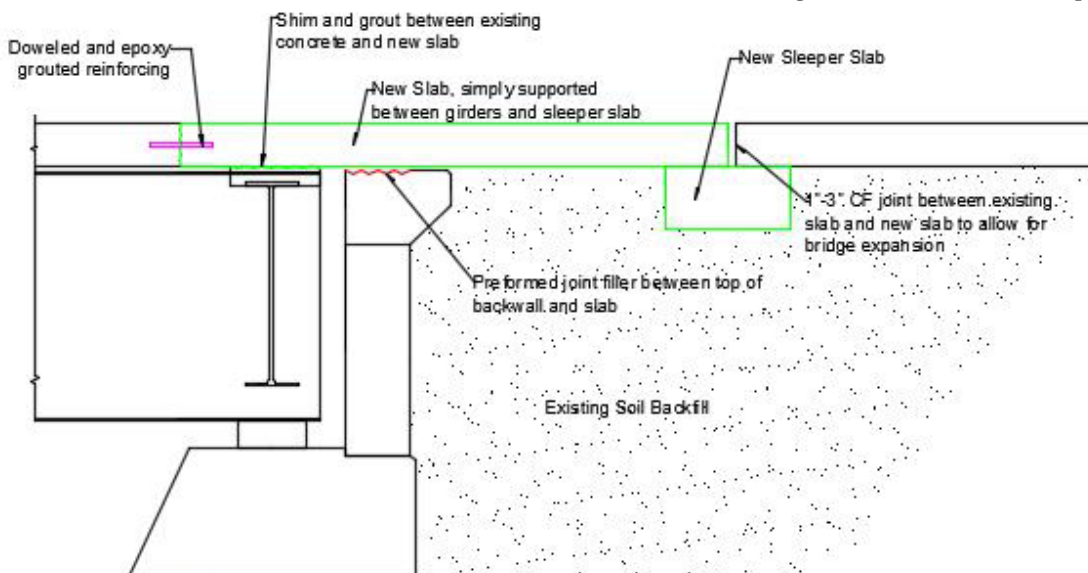 Shim and grout between existing
concrete and new slab
Doweled and epoxy
grouted reinforcing
New Sleeper Slab
New Slab, simply supported
between girders and sleeper slab
1"-3" CF joint between existing
slab and new slab to allow for
bridge expansion
Preformed joint filler between top of
backwall and slab
Existing Soil Backfill